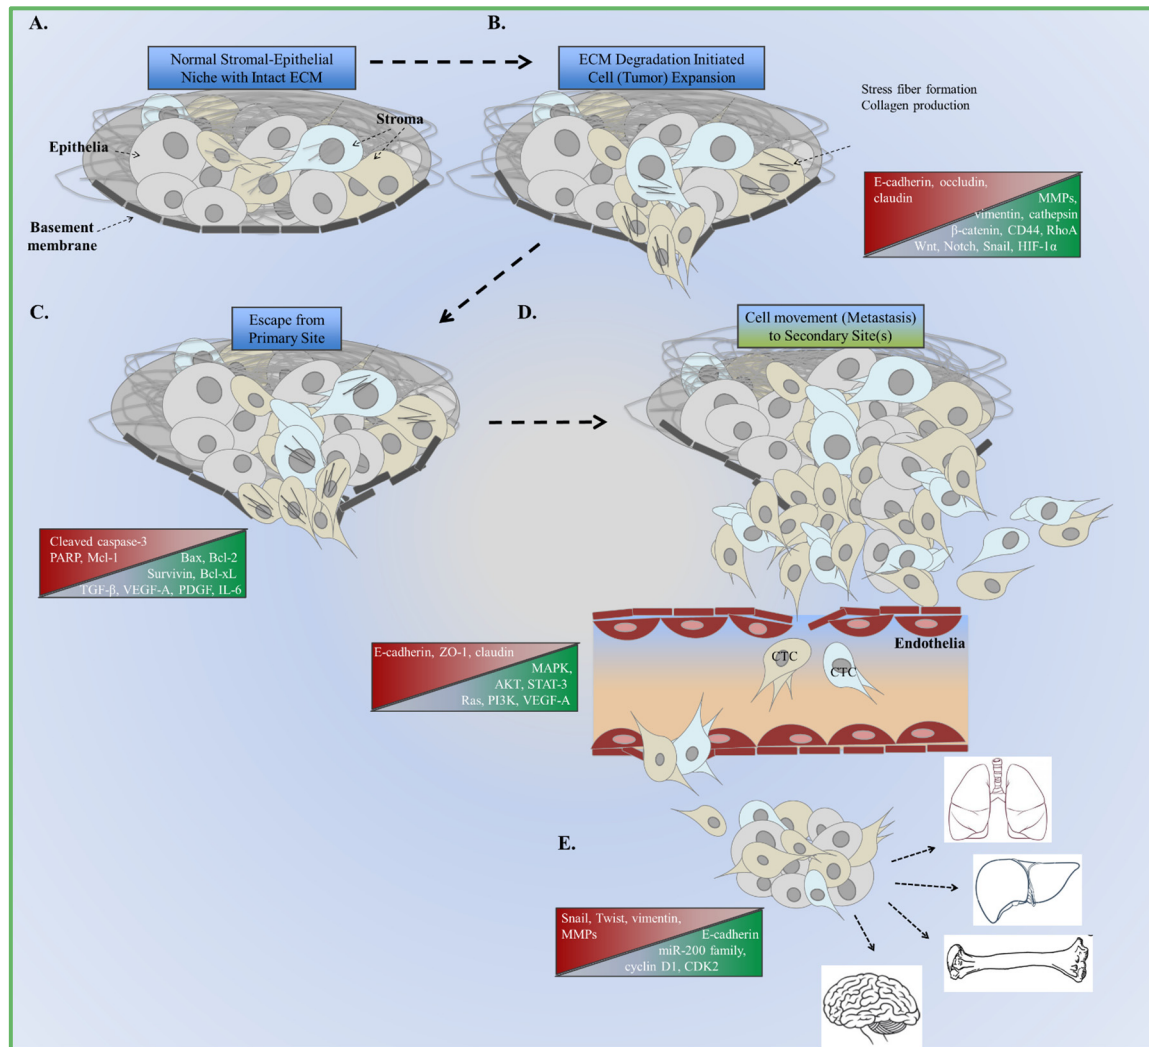 A.
Normal Stromal-Epithelial
Niche with Intact ECM
Epithelia
Stroma
Basement
membrane
B.
ECM Degradation Initiated
Cell (Tumor) Expansion
Stress fiber formation
Collagen production
E-cadherin, occludin,
claudin
MMPs,
vimentin, cathepsin
β-catenin, CD44, RhoA
Wnt, Notch, Snail, HIF-1α
C.
Escape from
Primary Site
Cleaved caspase-3
PARP, Mcl-1
Bax, Bcl-2
Survivin, Bcl-xL
TGF-β, VEGF-A, PDGF, IL-6
D.
Cell movement (Metastasis)
to Secondary Site(s)
E-cadherin, ZO-1, claudin
MAPK,
AKT, STAT-3
Ras, PI3K, VEGF-A
Endothelia
CTC
CTC
E.
Snail, Twist, vimentin,
MMPs
E-cadherin
miR-200 family,
cyclin D1, CDK2